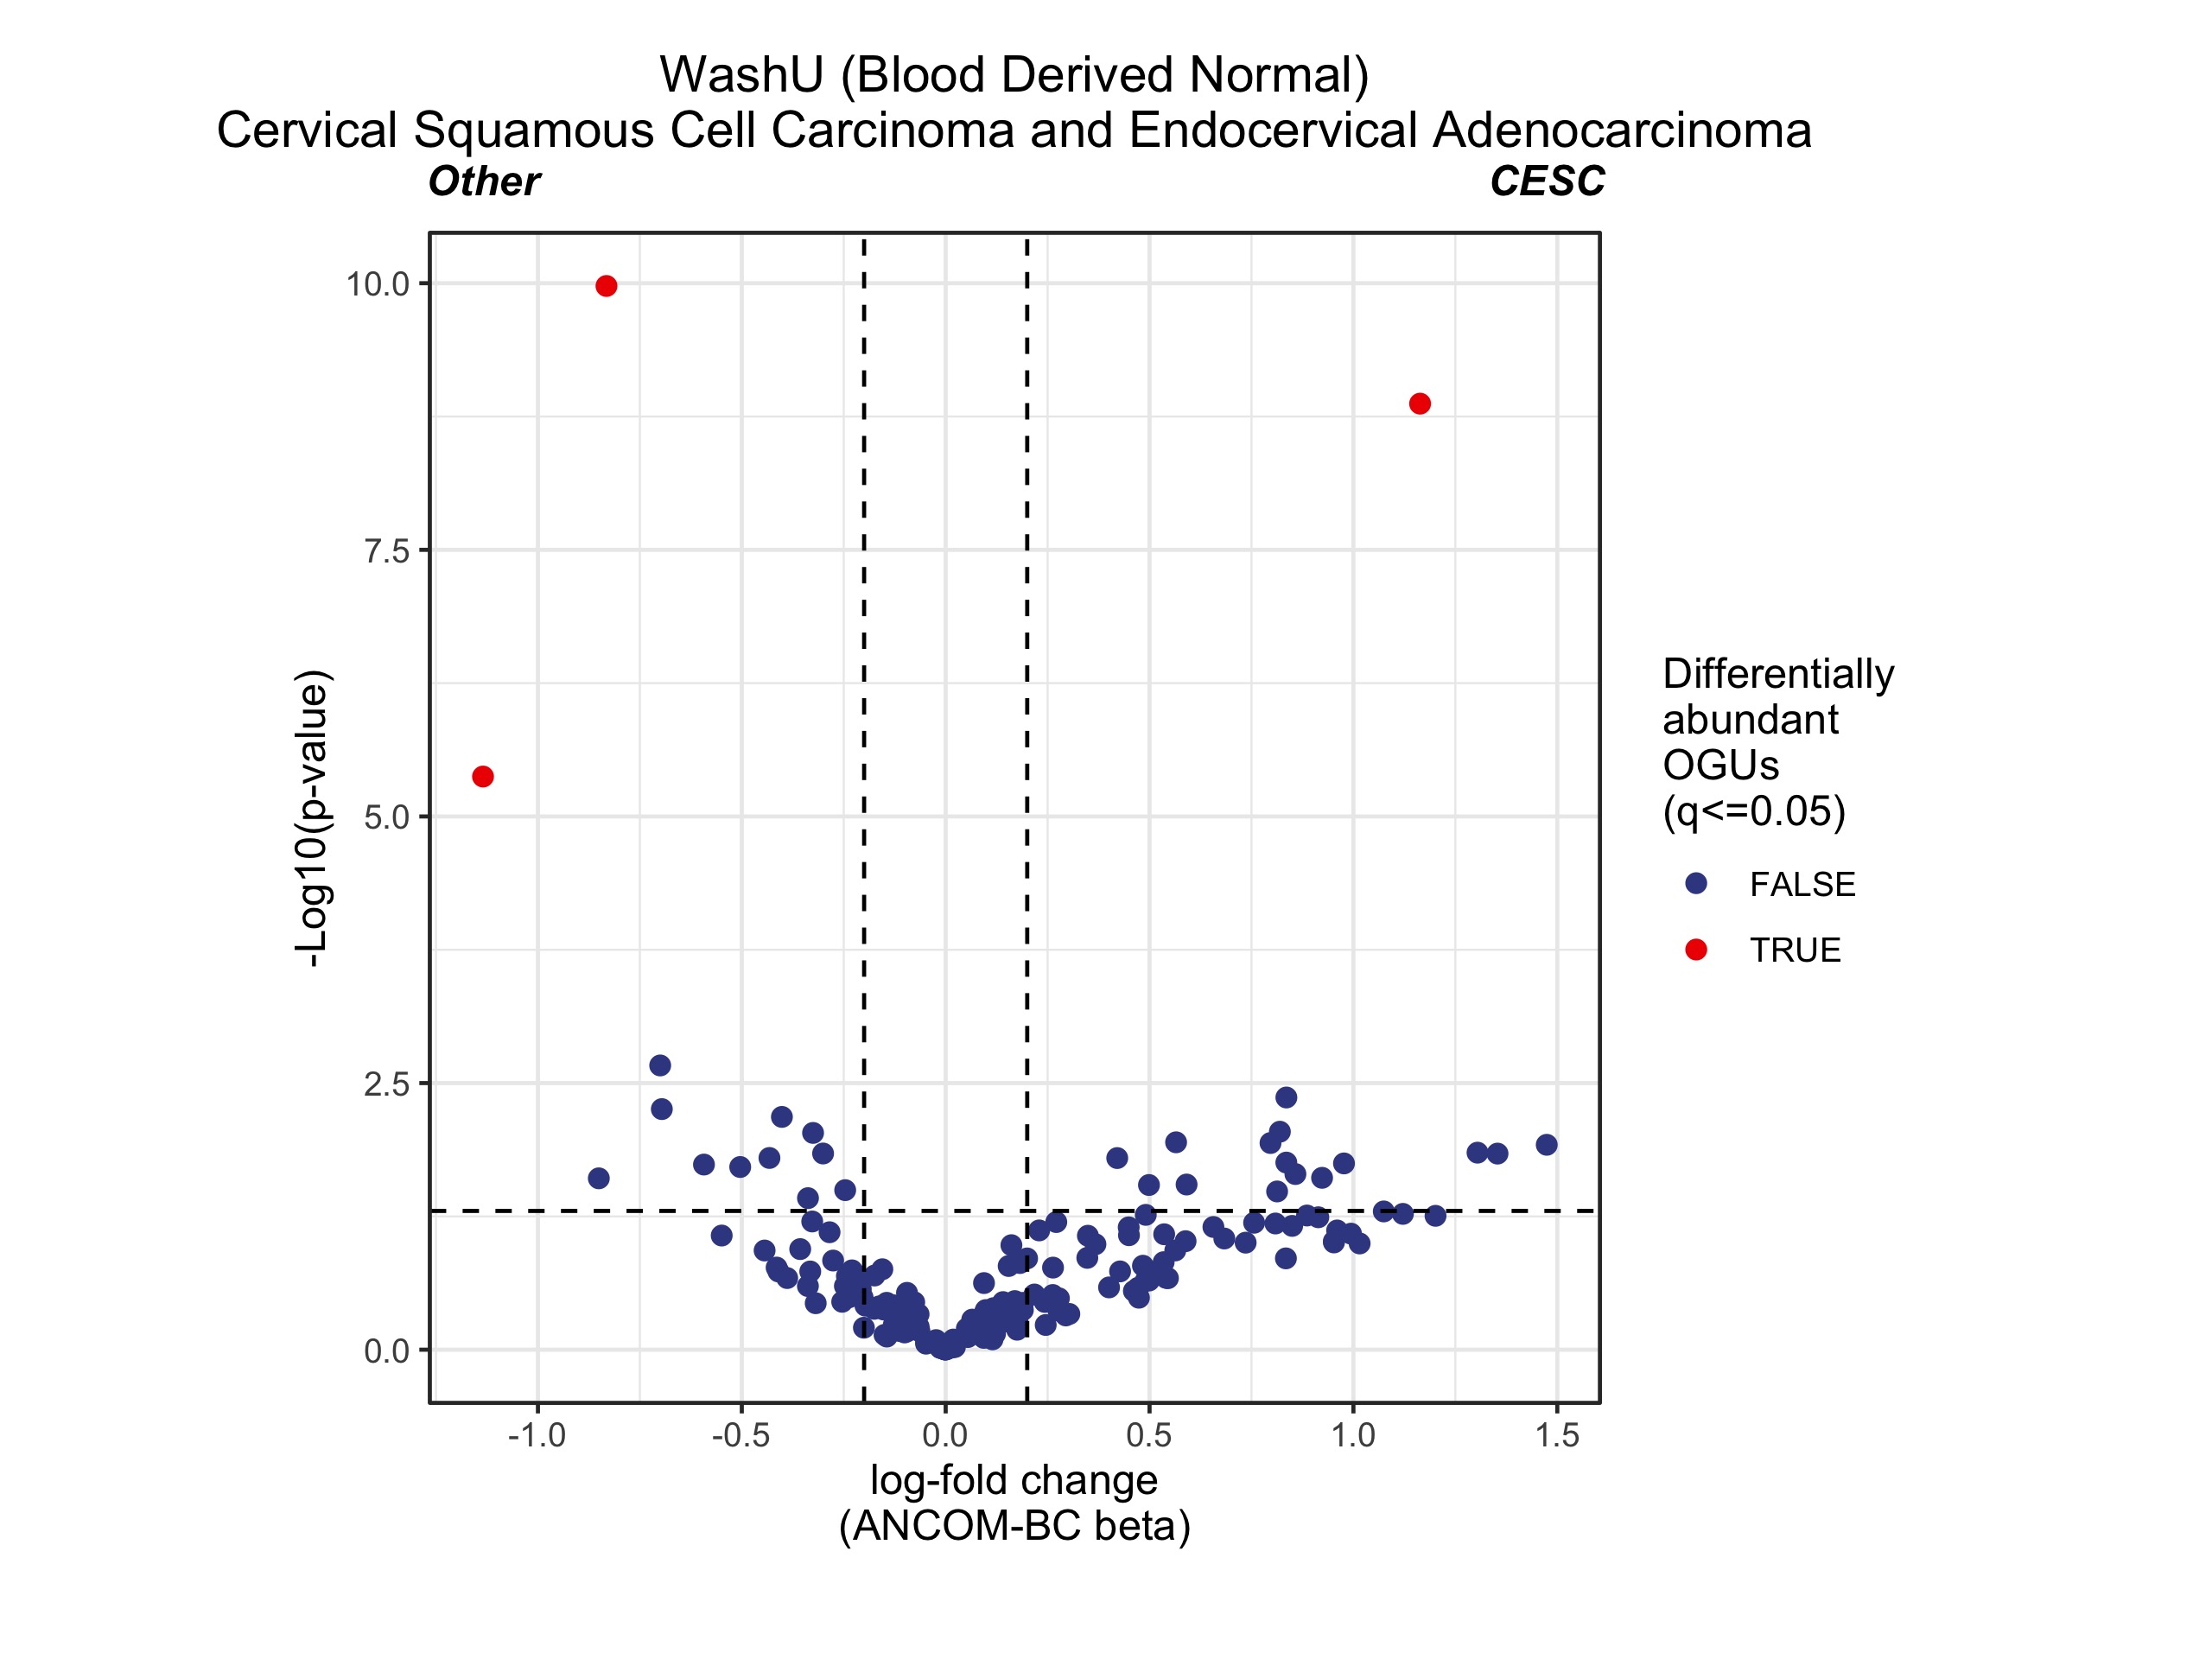 WashU (Blood Derived Normal)
Cervical Squamous Cell Carcinoma and Endocervical Adenocarcinoma
Other CESC
-Log10(p-value)
10.0
7.5
5.0
2.5
0.0
-1.0 -0.5 0.0 0.5 1.0 1.5
log-fold change
(ANCOM-BC beta)
Differentially
abundant
OGUs
(q<=0.05)
FALSE
TRUE